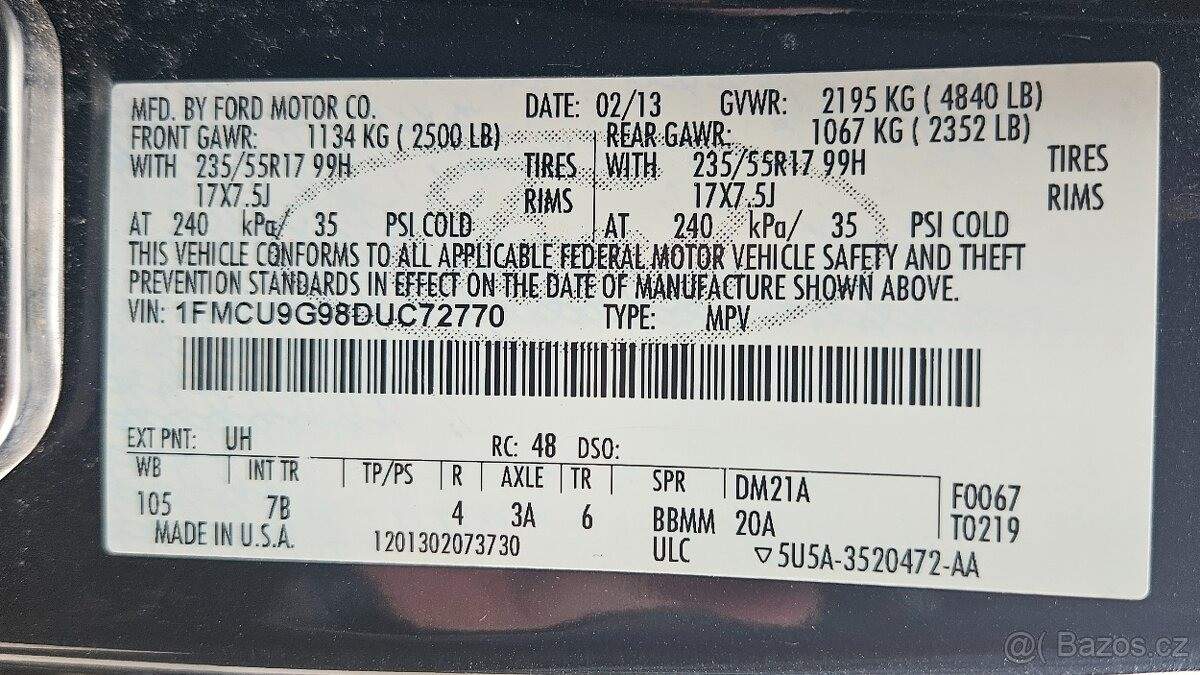 MFD. BY FORD MOTOR CO. DATE: 02/13 GVWR: 2195 KG ( 4840 LB)
FRONT GAWR: 1134 KG ( 2500 LB) REAR GAWR: 1067 KG ( 2352 LB)
WITH 235/55R17 99H TIRES WITH 235/55R17 99H TIRES
17X7.5J RIMS 17X7.5J RIMS
AT 240 kPa/ 35 PSI COLD AT 240 kPa/ 35 PSI COLD
THIS VEHICLE CONFORMS TO ALL APPLICABLE FEDERAL MOTOR VEHICLE SAFETY AND THEFT
PREVENTION STANDARDS IN EFFECT ON THE DATE OF MANUFACTURE SHOWN ABOVE.
VIN: 1FMCU9G98DUC72770 TYPE: MPV
EXT PNT: UH RC: 48 DSO:
WB INT TR TP/PS R AXLE TR SPR DM21A F0067
105 7B 4 3A 6 BBMM 20A T0219
MADE IN U.S.A. 1201302073730 ULC ▽5U5A-3520472-AA
@( Bazos.cz